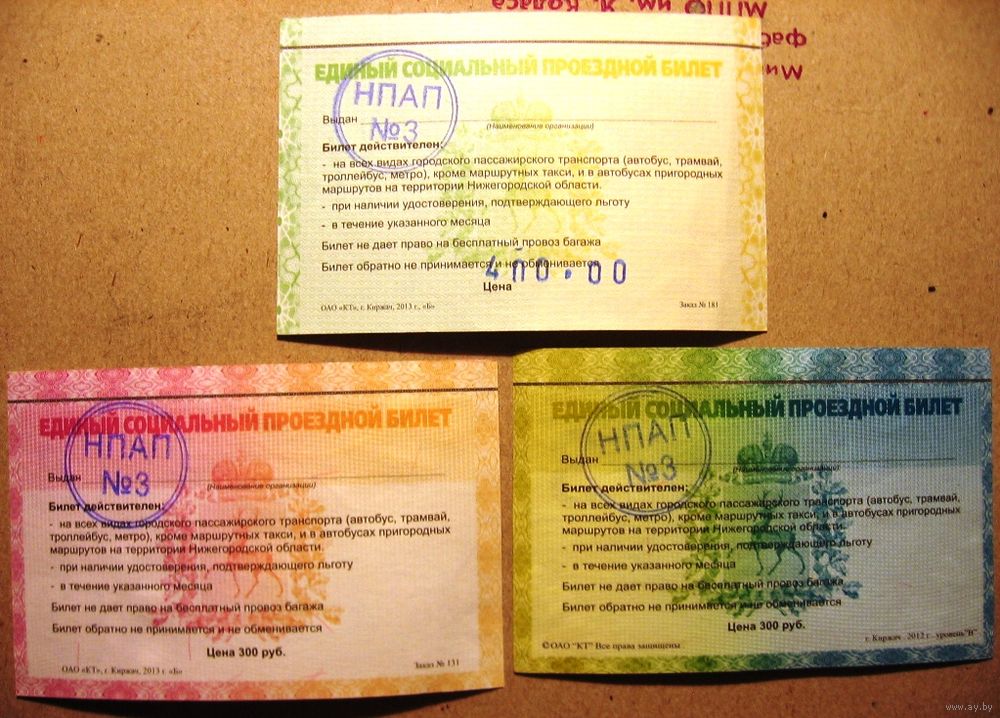 ЕДИНЫЙ СОЦИАЛЬНЫЙ ПРОЕЗДНОЙ БИЛЕТ
НПАП
№3
Выдан
(Наименование организации)
Билет действителен:
- на всех видах городского пассажирского транспорта (автобус, трамвай,
троллейбус, метро), кроме маршрутных такси, и в автобусах пригородных
маршрутов на территории Нижегородской области.
- при наличии удостоверения, подтверждающего льготу
- в течение указанного месяца
Билет не дает право на бесплатный провоз багажа
Билет обратно не принимается и не обменивается
400.00
Цена
ОАО «КТ», г. Киржач, 2013 г., «Б»
Заказ № 181
ЕДИНЫЙ СОЦИАЛЬНЫЙ ПРОЕЗДНОЙ БИЛЕТ
НПАП
№3
Выдан
(Наименование организации)
Билет действителен:
- на всех видах городского пассажирского транспорта (автобус, трамвай,
троллейбус, метро), кроме маршрутных такси, и в автобусах пригородных
маршрутов на территории Нижегородской области.
- при наличии удостоверения, подтверждающего льготу
- в течение указанного месяца
Билет не дает право на бесплатный провоз багажа
Билет обратно не принимается и не обменивается
Цена 300 руб.
ОАО «КТ», г. Киржач, 2013 г. «Б»
Заказ № 131
ЕДИНЫЙ СОЦИАЛЬНЫЙ ПРОЕЗДНОЙ БИЛЕТ
НПАП
№3
Выдан
(Наименование организации)
Билет действителен:
- на всех видах городского пассажирского транспорта (автобус, трамвай,
троллейбус, метро), кроме маршрутных такси, и в автобусах пригородных
маршрутов на территории Нижегородской области.
- при наличии удостоверения, подтверждающего льготу
- в течение указанного месяца
Билет не дает право на бесплатный провоз багажа
Билет обратно не принимается и не обменивается
Цена 300 руб.
©ОАО "КТ" Все права защищены
г. Киржач 2012 г. уровень "В"
www.ay.by